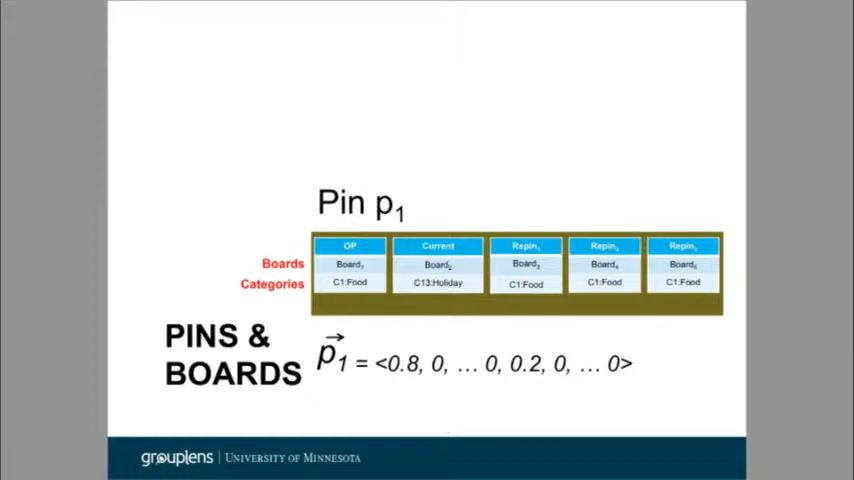 Pin p₁
OP Current Repin₁ Repin₂ Repin₃
Boards Board₁ Board₂ Board₃ Board₄ Board₅
Categories C1:Food C13:Holiday C1:Food C1:Food C1:Food
PINS &
BOARDS
p⃗₁ = <0.8, 0, … 0, 0.2, 0, … 0>
grouplens | UNIVERSITY OF MINNESOTA